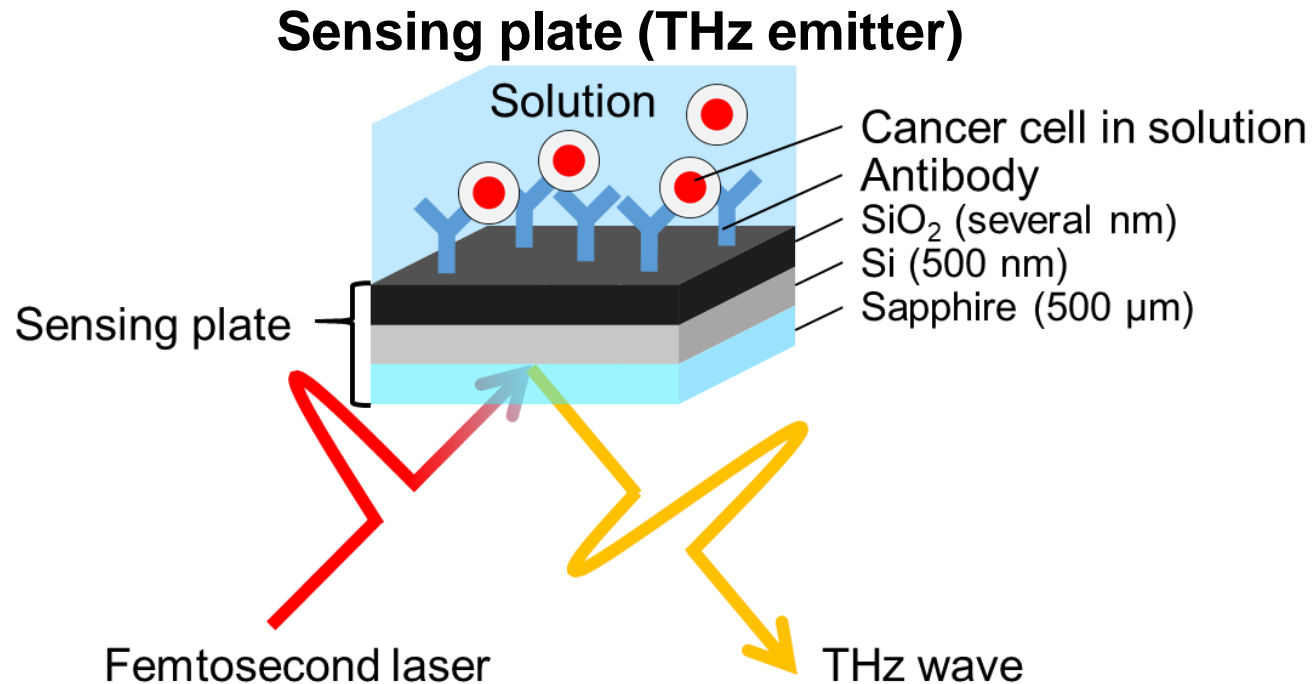 Sensing plate (THz emitter)
Solution
Cancer cell in solution
Antibody
SiO₂ (several nm)
Si (500 nm)
Sapphire (500 µm)
Sensing plate
Femtosecond laser
THz wave